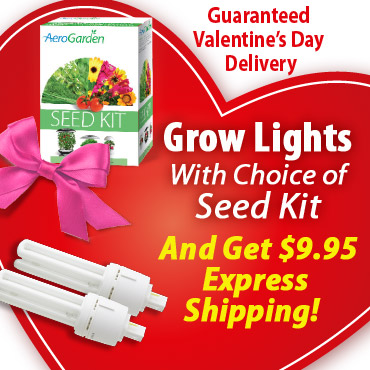 Guaranteed
Valentine's Day
Delivery
AeroGarden
SEED KIT
Grow Lights
With Choice of
Seed Kit
And Get $9.95
Express
Shipping!